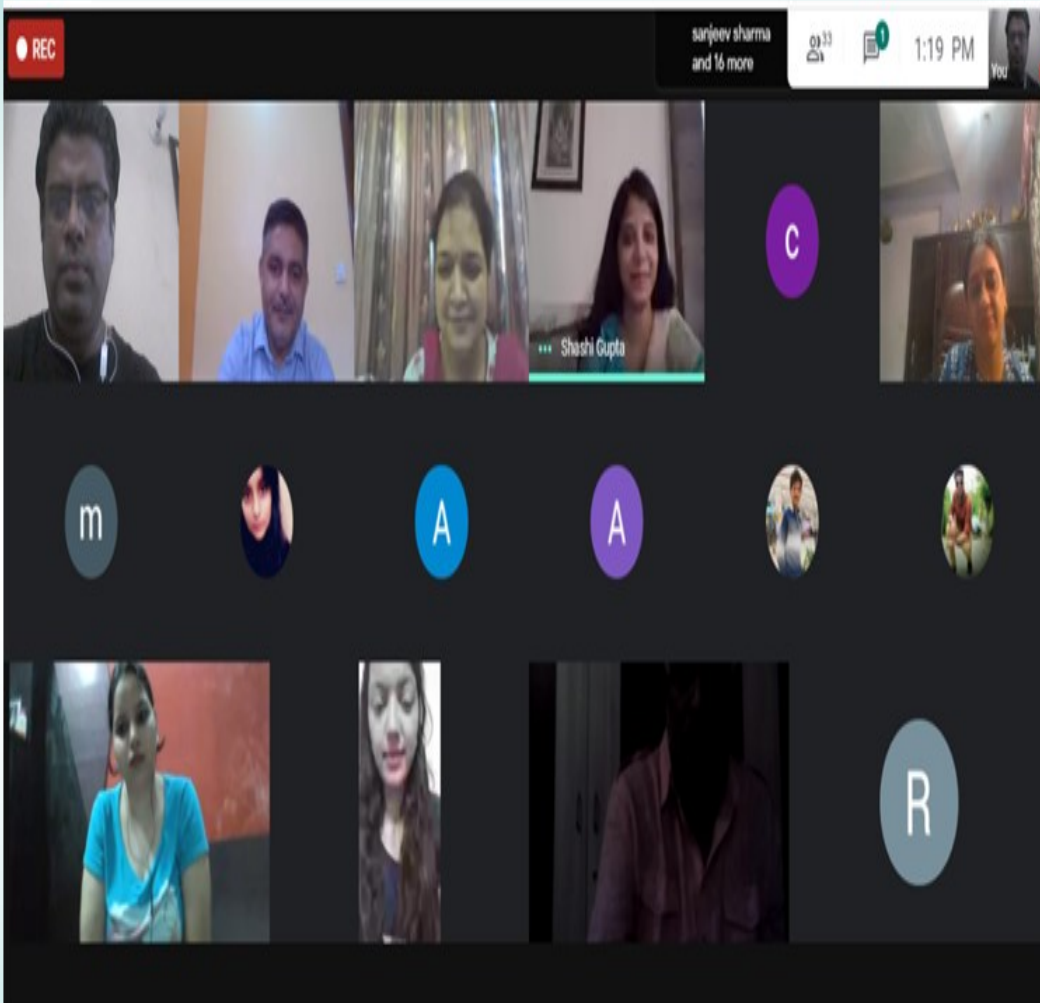 REC
sanjeev sharma
and 16 more
33
1
1:19 PM
You
Shashi Gupta
C
m
A
A
R